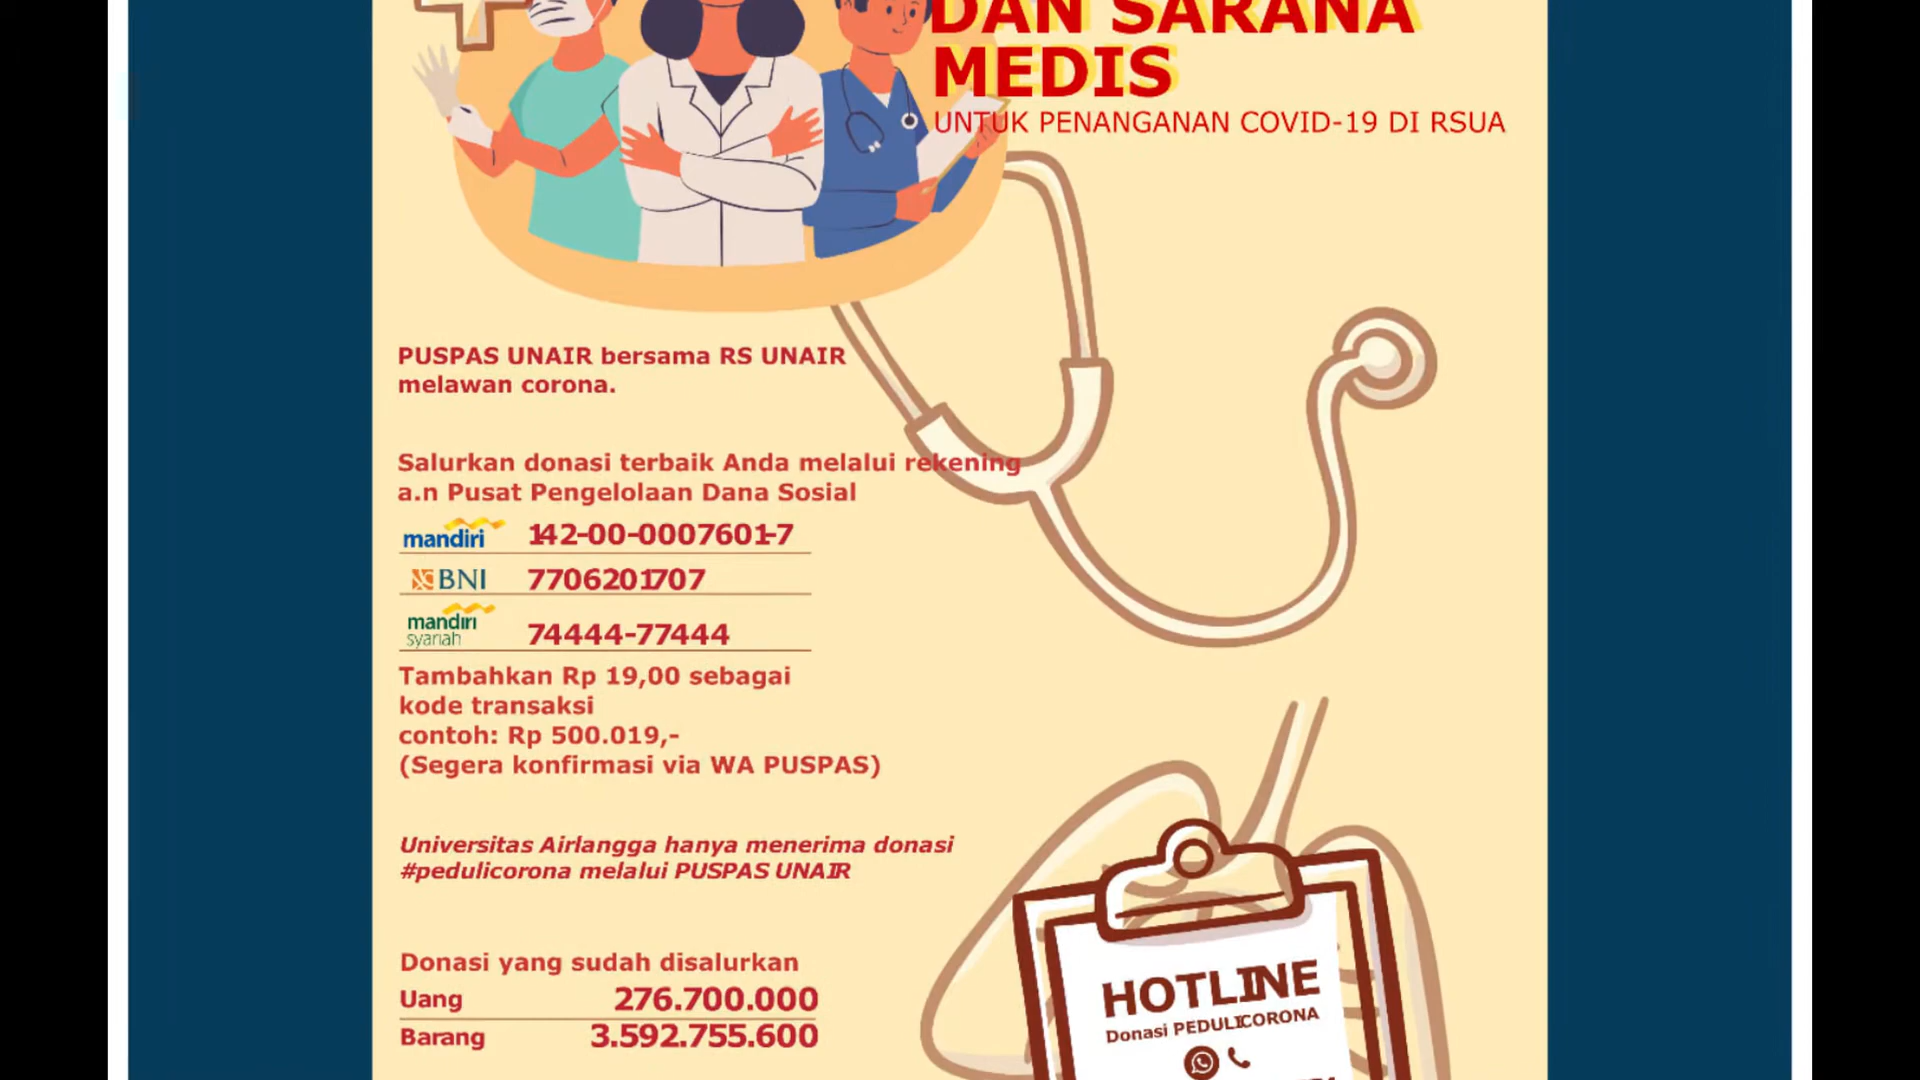 DAN SARANA
MEDIS
UNTUK PENANGANAN COVID-19 DI RSUA
PUSPAS UNAIR bersama RS UNAIR
melawan corona.
Salurkan donasi terbaik Anda melalui rekening
a.n Pusat Pengelolaan Dana Sosial
mandiri 142-00-0007601-7
BNI 7706201707
mandiri
syariah 74444-77444
Tambahkan Rp 19,00 sebagai
kode transaksi
contoh: Rp 500.019,-
(Segera konfirmasi via WA PUSPAS)
Universitas Airlangga hanya menerima donasi
#pedulicorona melalui PUSPAS UNAIR
Donasi yang sudah disalurkan
Uang 276.700.000
Barang 3.592.755.600
HOTLINE
Donasi PEDULICORONA